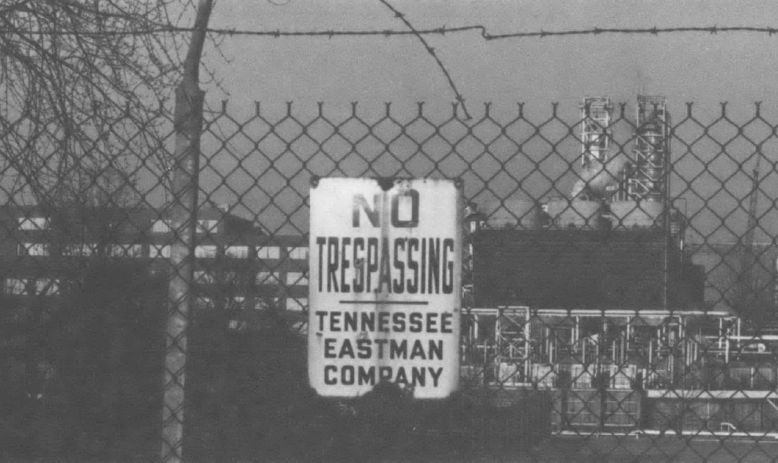 NO
TRESPASSING
TENNESSEE
EASTMAN
COMPANY